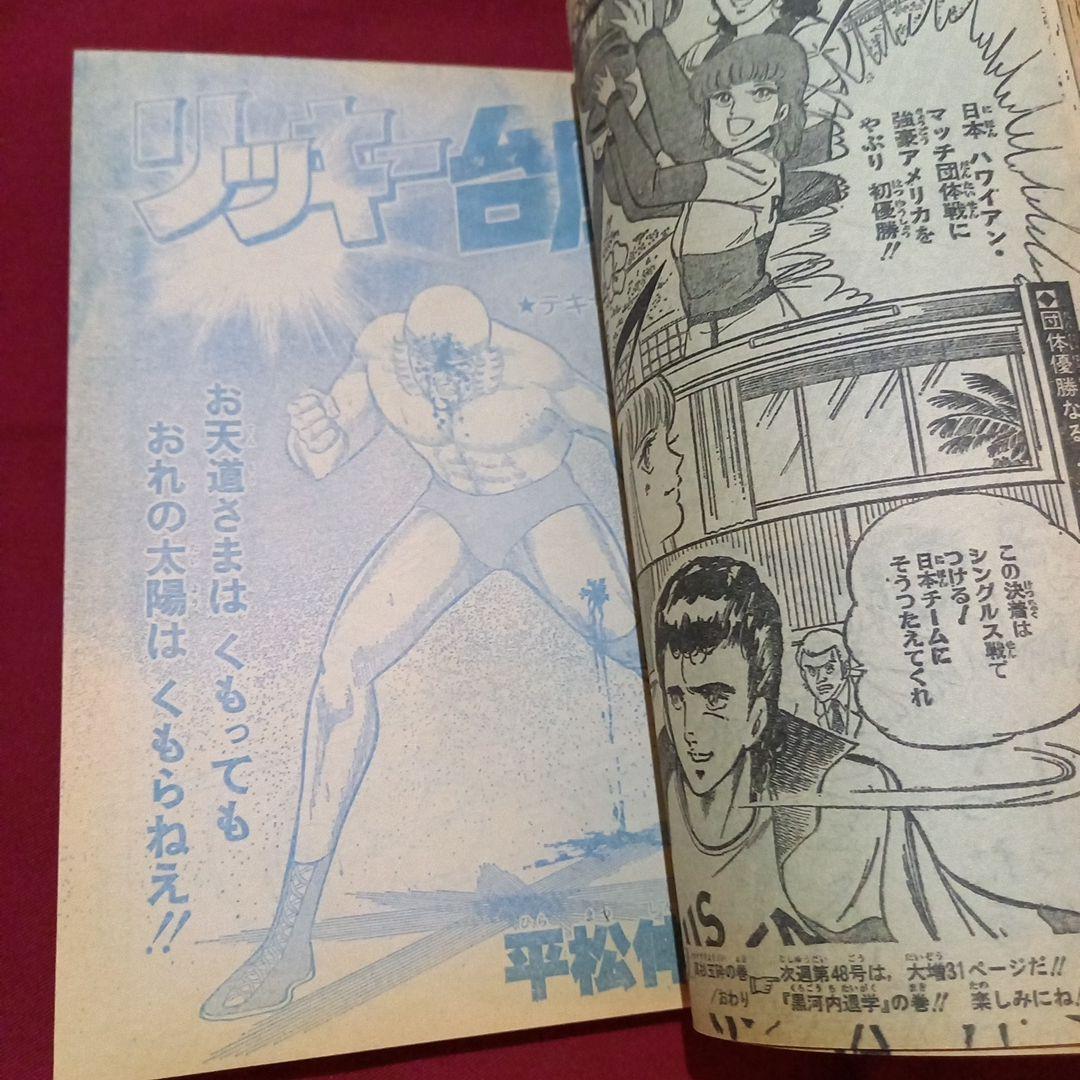 日本 ハワイアン・
マッチ団体戦に
強豪アメリカを
やぶり 初優勝!!
◆団体優勝なる
この決着は
シングルス戦で
つける!
日本チームに
そうつたえてくれ
の巻
/おわり
次週第48号は、大増31ページだ!!
『黒河内退学』の巻!! 楽しみにね
リッキー台
★テキ
お天道さまは くもっても
おれの太陽は くもらねえ!!
平松伸